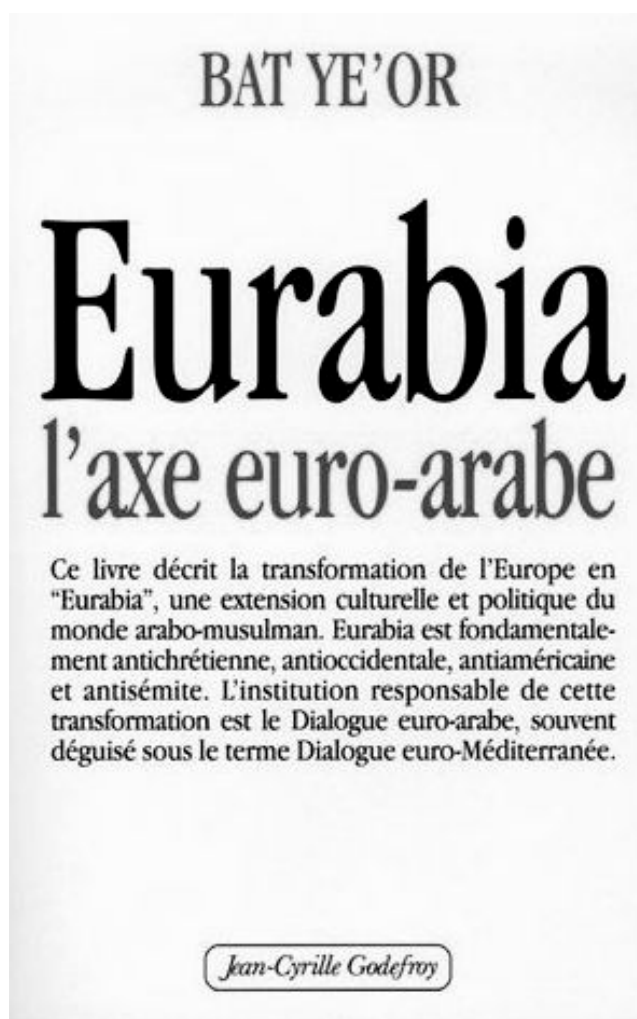 BAT YE'OR
Eurabia
l'axe euro-arabe
Ce livre décrit la transformation de l'Europe en
“Eurabia”, une extension culturelle et politique du
monde arabo-musulman. Eurabia est fondamentale-
ment antichrétienne, antioccidentale, antiaméricaine
et antisémite. L'institution responsable de cette
transformation est le Dialogue euro-arabe, souvent
déguisé sous le terme Dialogue euro-Méditerranée.
Jean-Cyrille Godefroy